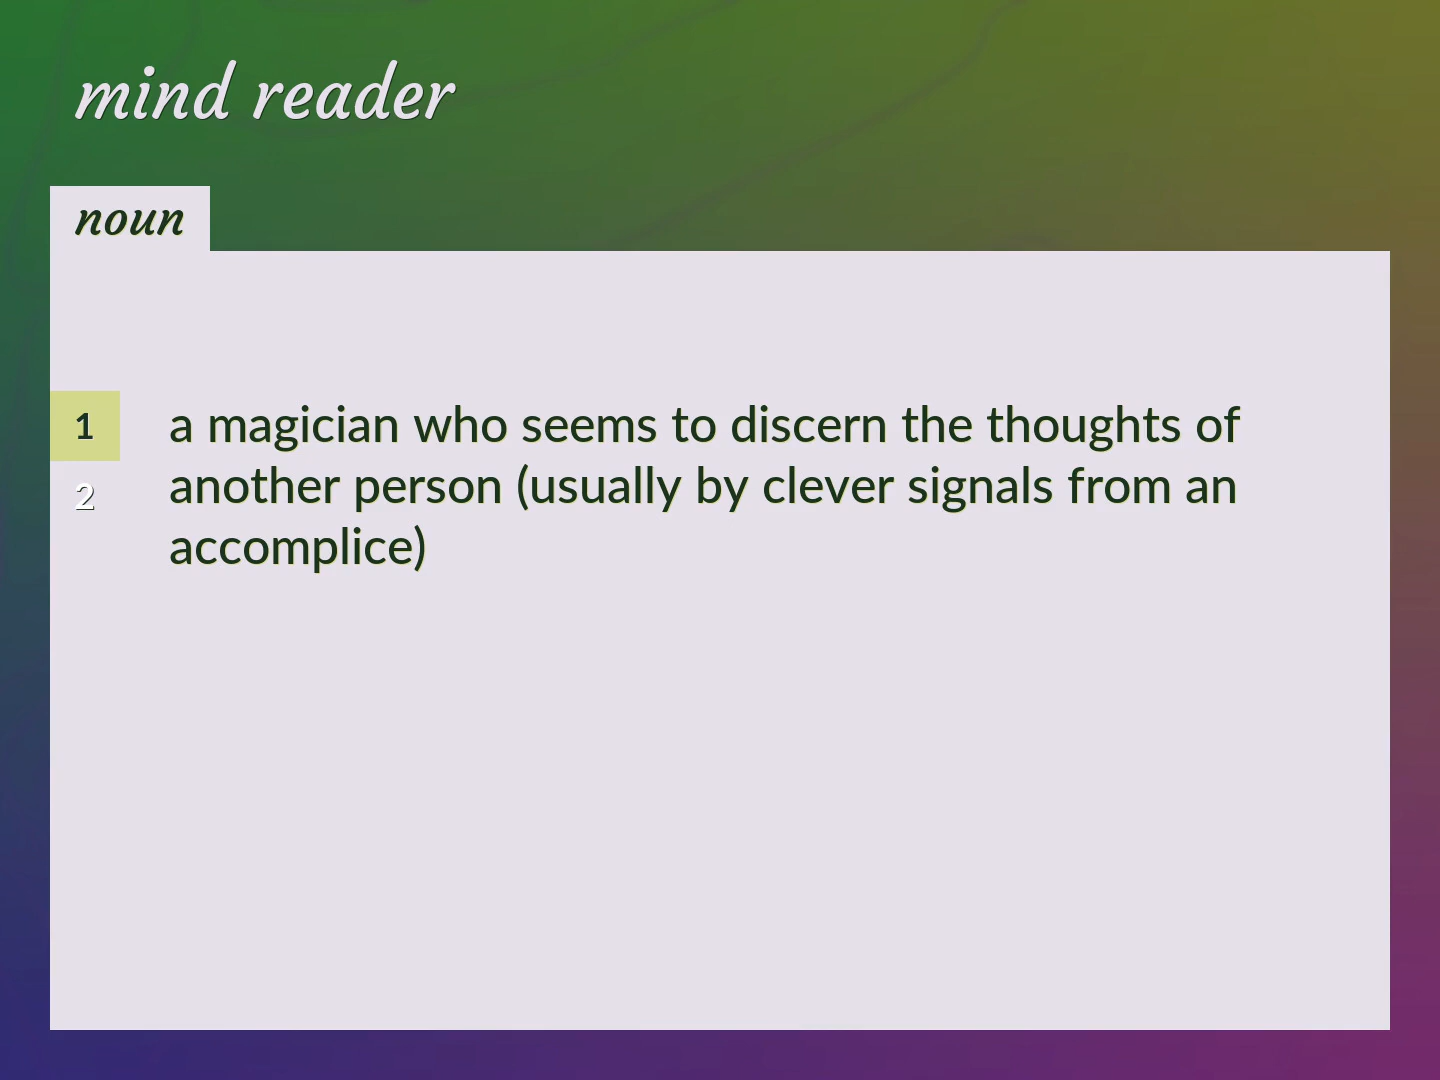 mind reader
noun
1 a magician who seems to discern the thoughts of
2 another person (usually by clever signals from an
accomplice)